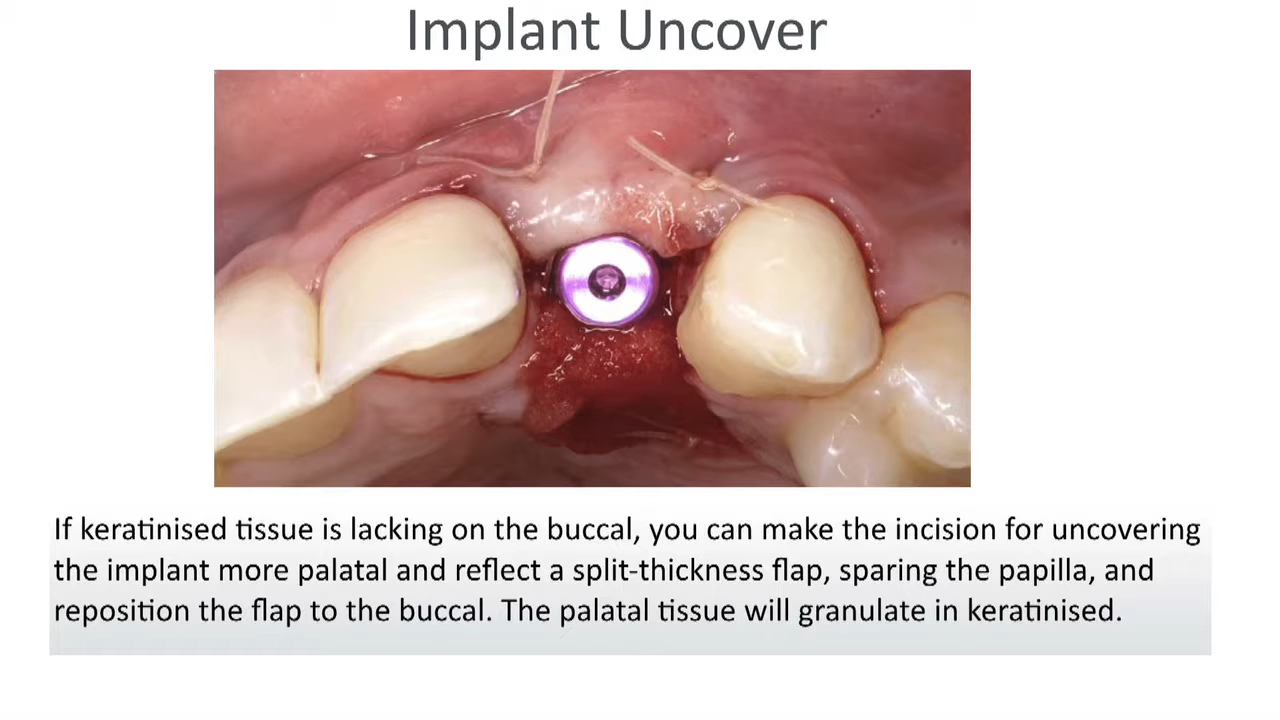 Implant Uncover
If keratinised tissue is lacking on the buccal, you can make the incision for uncovering
the implant more palatal and reflect a split-thickness flap, sparing the papilla, and
reposition the flap to the buccal. The palatal tissue will granulate in keratinised.